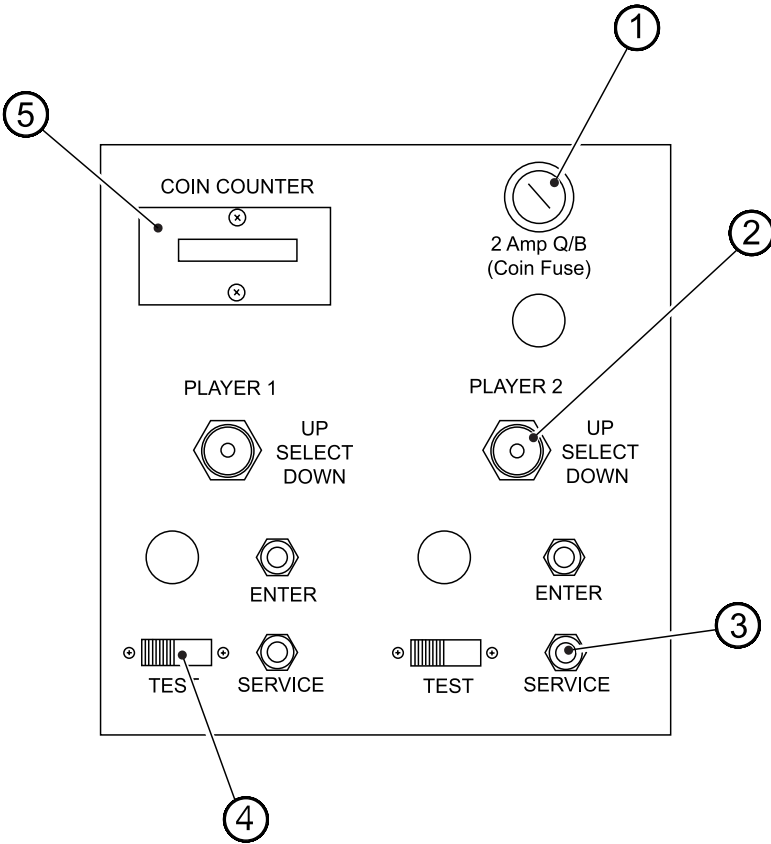 1
5
COIN COUNTER
2
2 Amp Q/B
(Coin Fuse)
PLAYER 1
PLAYER 2
UP
SELECT
DOWN
UP
SELECT
DOWN
ENTER
ENTER
3
TEST
SERVICE
TEST
SERVICE
4